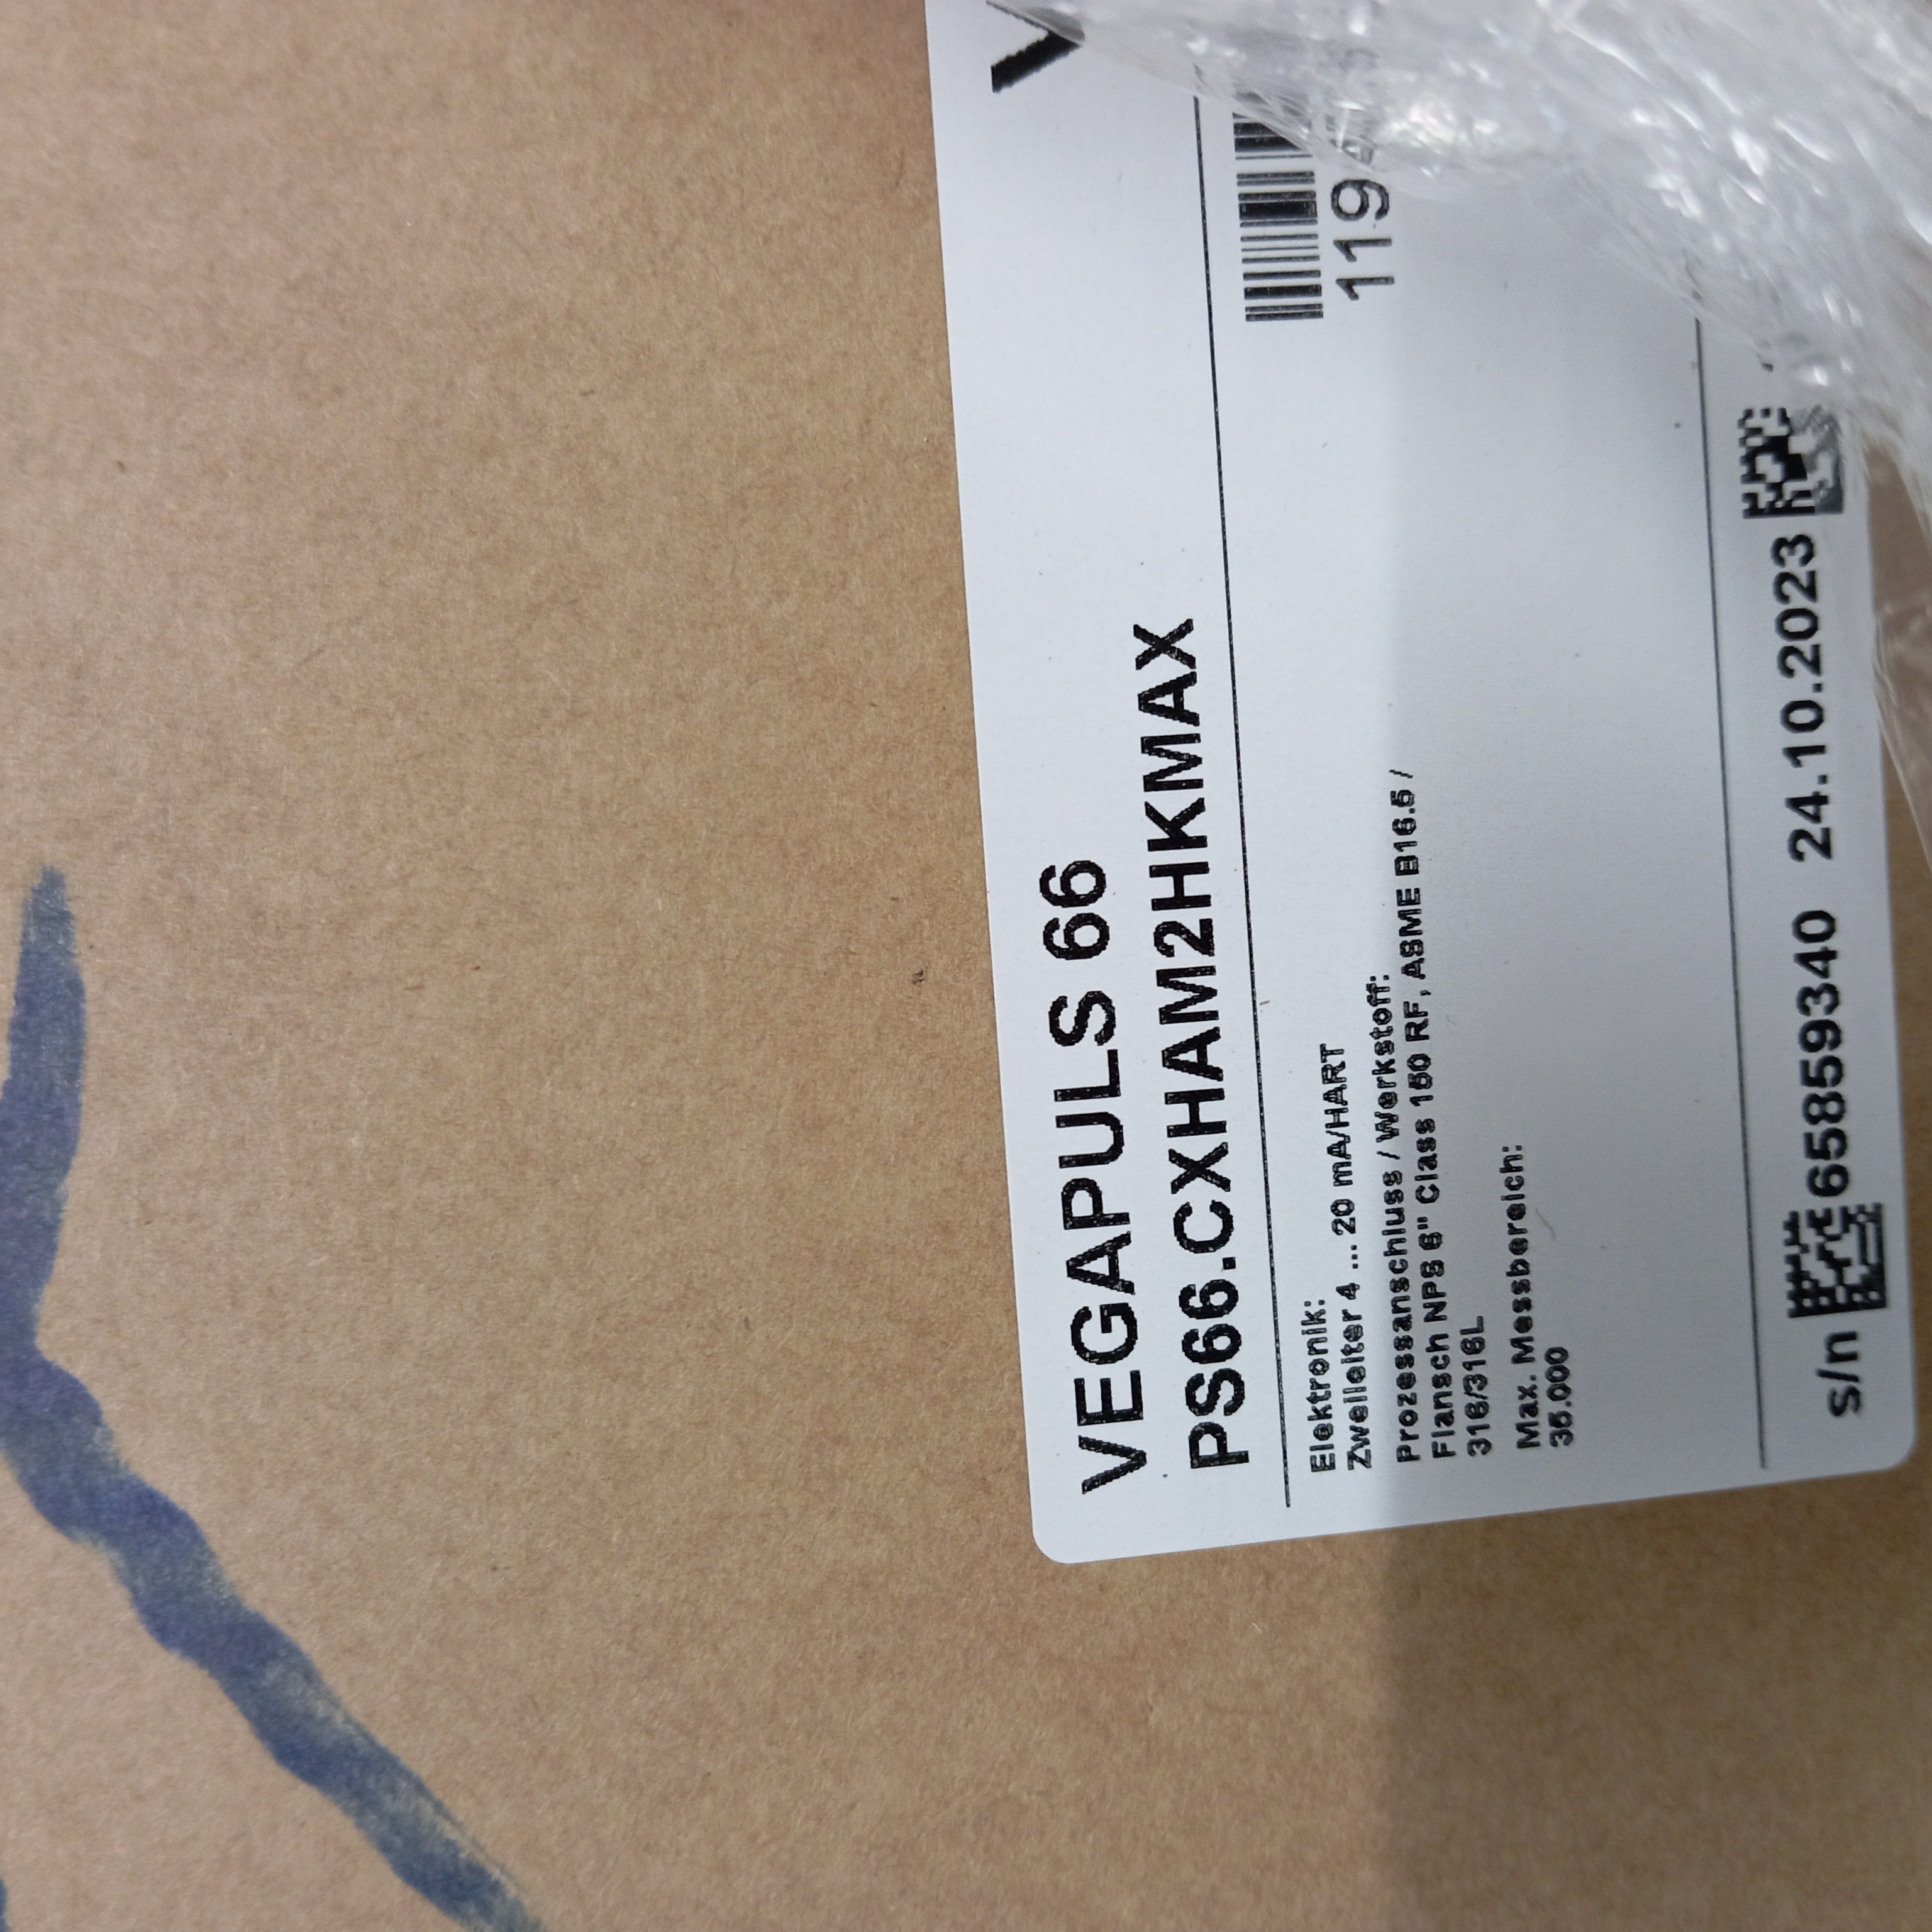 VEGAPULS 66
PS66.CXHAM2HKMAX
V
119
Elektronik:
Zweileiter 4 ... 20 mA/HART
Prozessanschluss / Werkstoff:
Flansch NPS 6" Class 150 RF, ASME B16.5 /
316/316L
Max. Messbereich:
35.000
s/n 65859340 24.10.2023